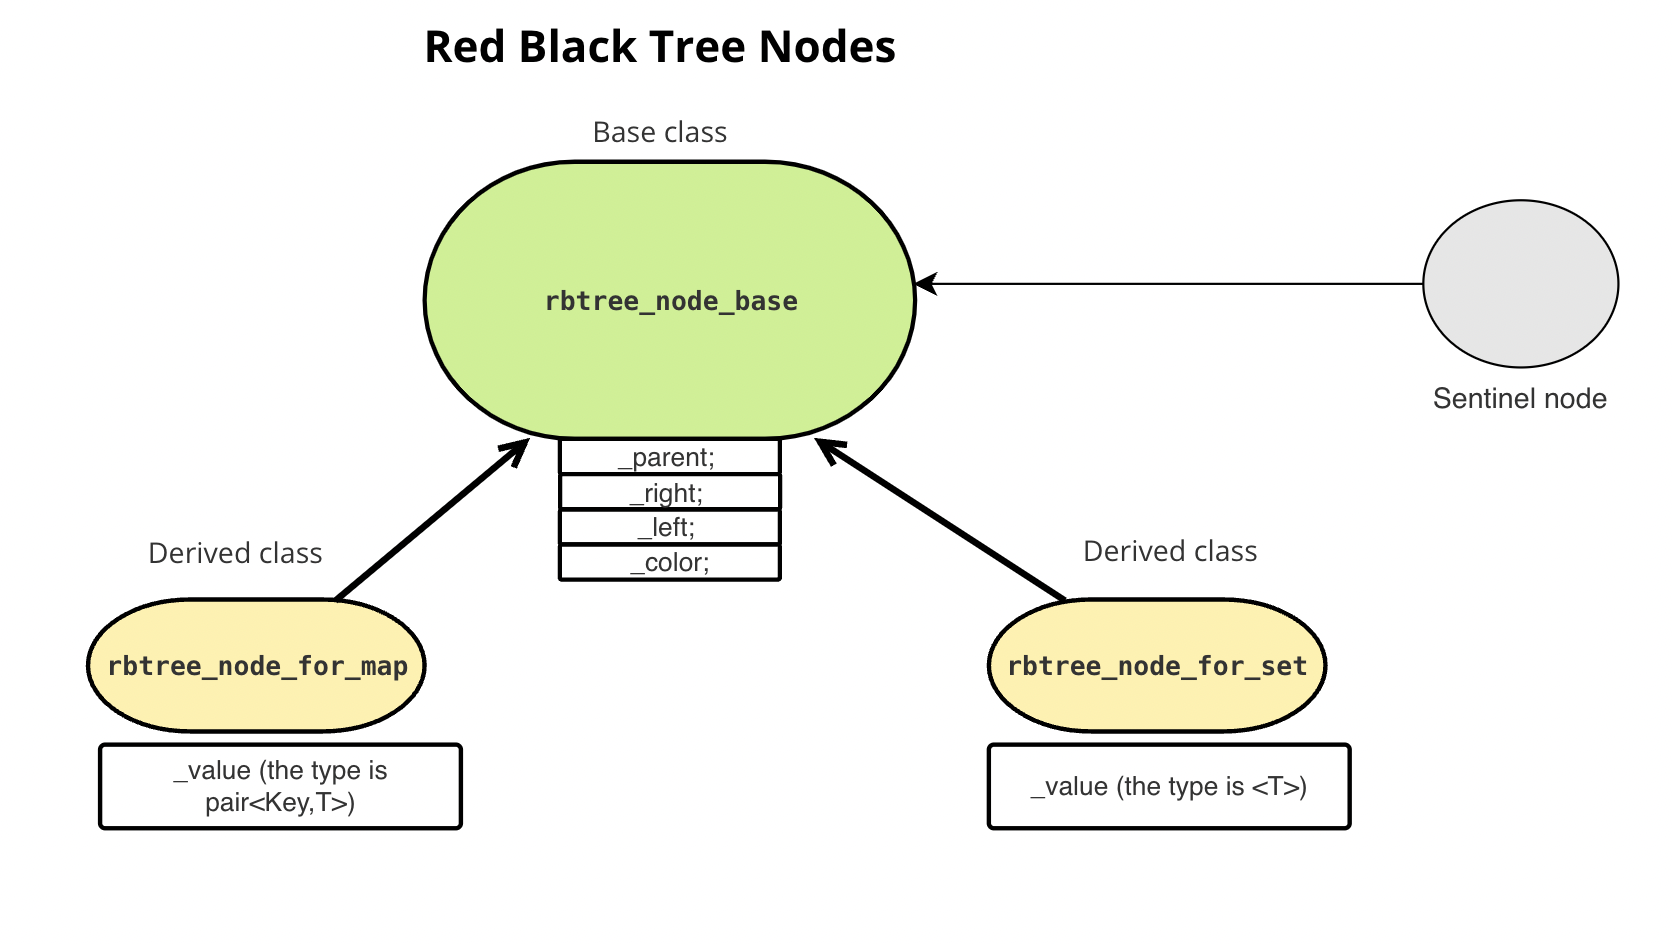 Red Black Tree Nodes
Base class
rbtree_node_base
Sentinel node
_parent;
_right;
_left;
_color;
Derived class
Derived class
rbtree_node_for_map
rbtree_node_for_set
_value (the type is
pair<Key,T>)
_value (the type is <T>)